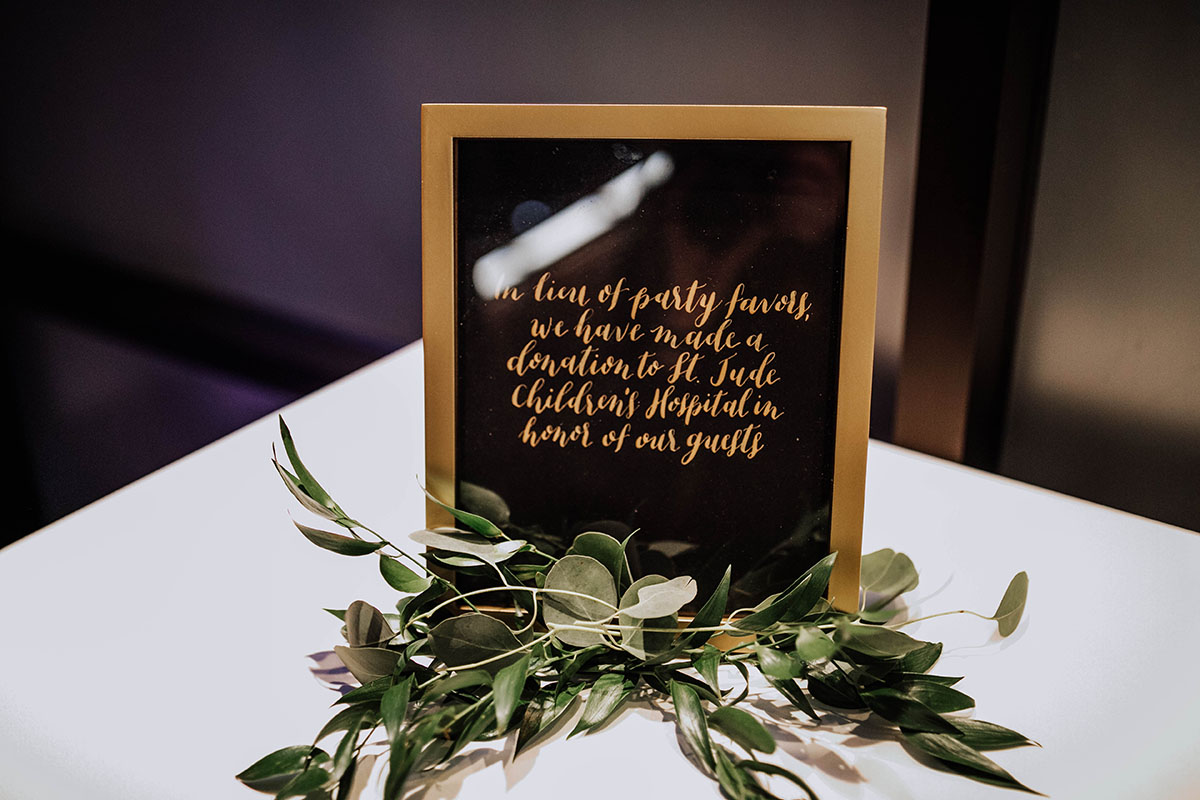 In lieu of party favors,
we have made a
donation to St. Jude
Children's Hospital in
honor of our guests